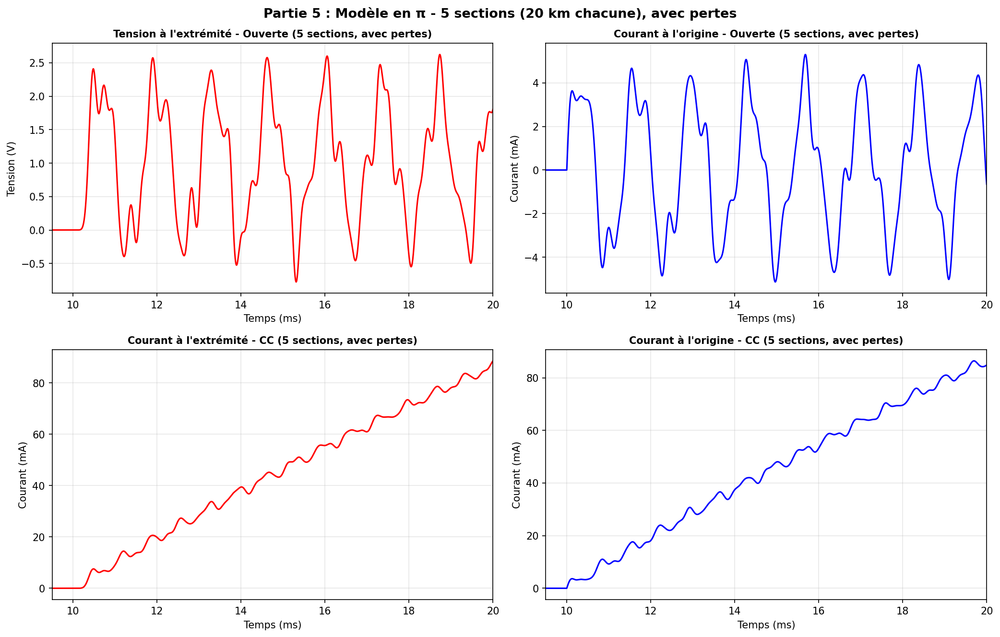 Partie 5 : Modèle en π - 5 sections (20 km chacune), avec pertes
Tension à l'extrémité - Ouverte (5 sections, avec pertes)
Tension (V)
2.5
2.0
1.5
1.0
0.5
0.0
−0.5
10 12 14 16 18 20
Temps (ms)
Courant à l'origine - Ouverte (5 sections, avec pertes)
Courant (mA)
4
2
0
−2
−4
10 12 14 16 18 20
Temps (ms)
Courant à l'extrémité - CC (5 sections, avec pertes)
Courant (mA)
80
60
40
20
0
10 12 14 16 18 20
Temps (ms)
Courant à l'origine - CC (5 sections, avec pertes)
Courant (mA)
80
60
40
20
0
10 12 14 16 18 20
Temps (ms)